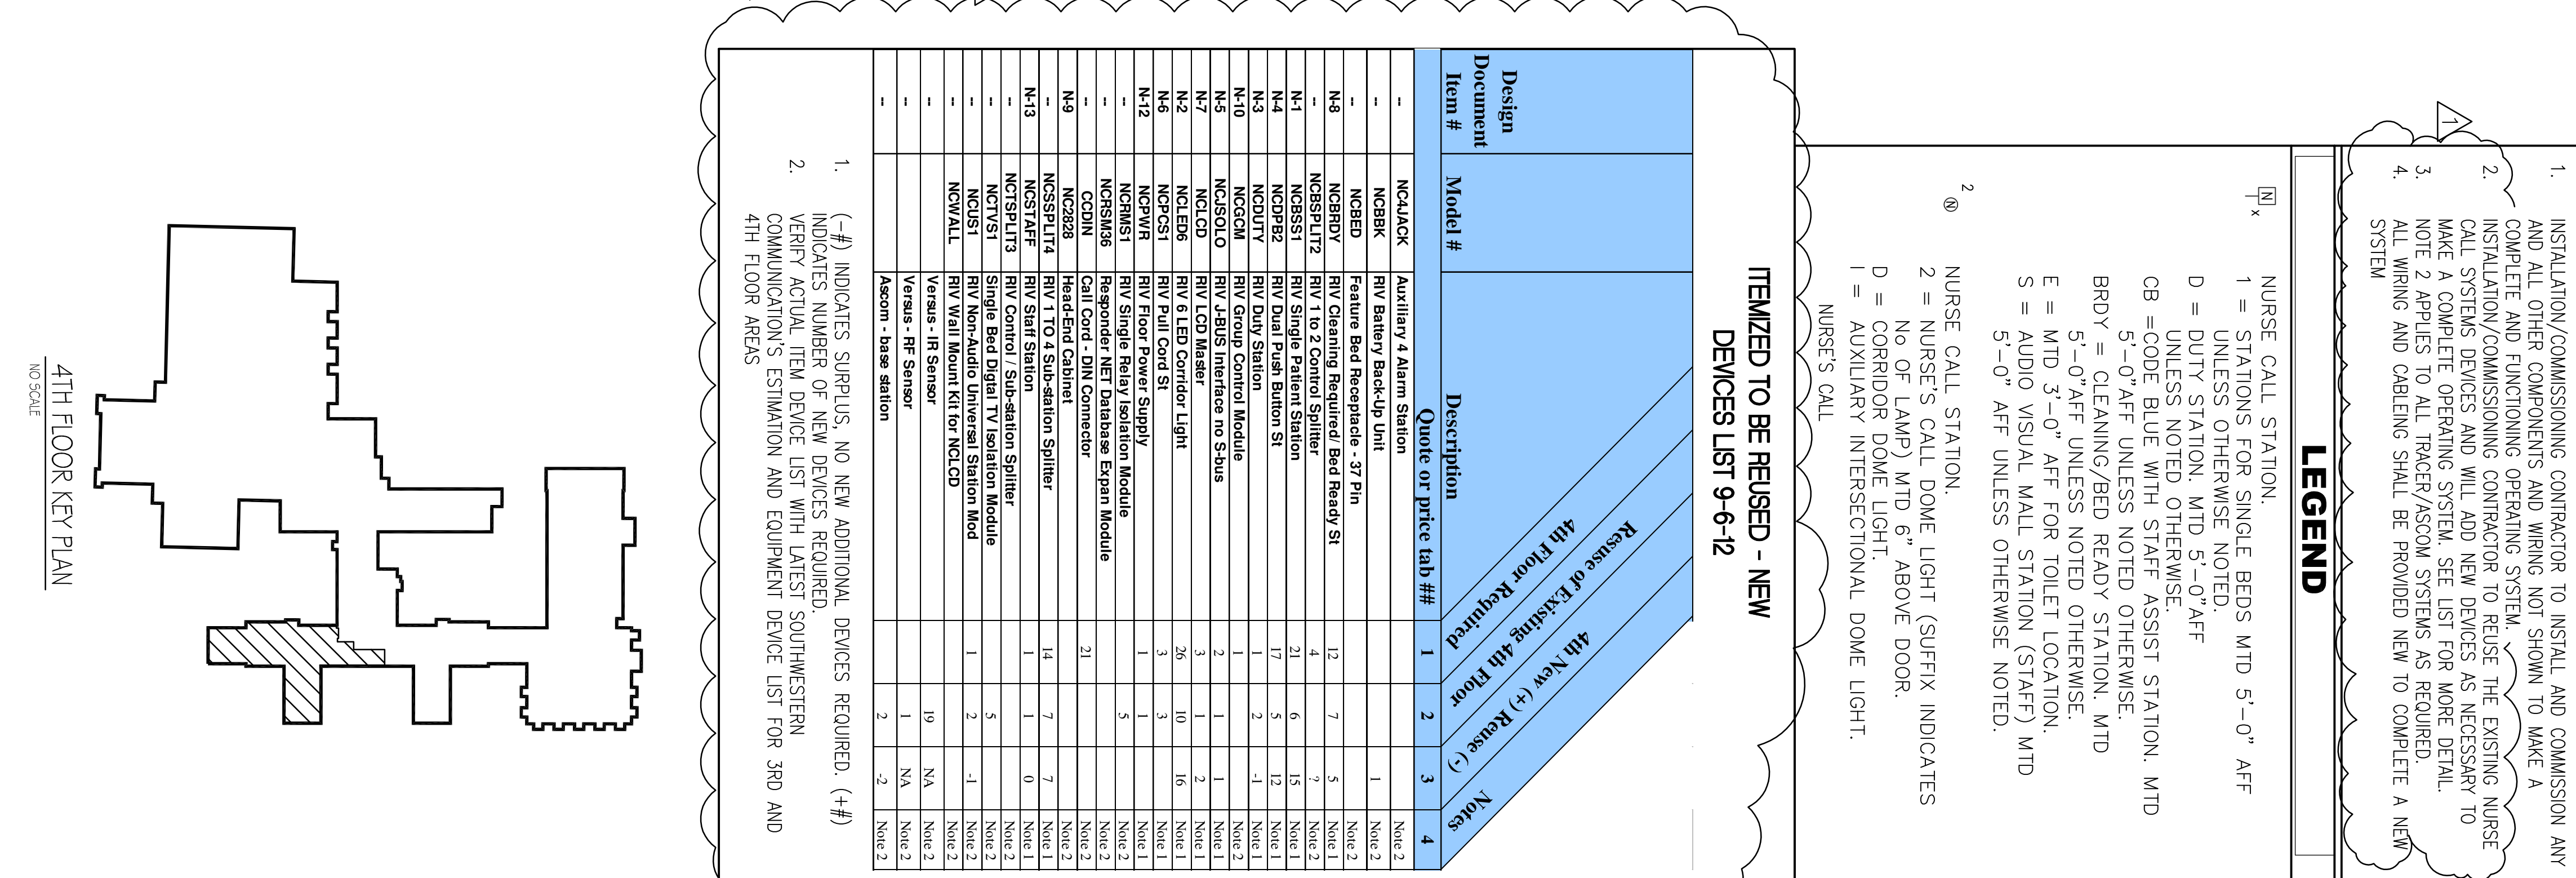 1. INSTALLATION/COMMISSIONING CONTRACTOR TO INSTALL AND COMMISSION ANY
AND ALL OTHER COMPONENTS AND WIRING NOT SHOWN TO MAKE A
COMPLETE AND FUNCTIONING OPERATING SYSTEM.
2. INSTALLATION/COMMISSIONING CONTRACTOR TO REUSE THE EXISTING NURSE
CALL SYSTEMS DEVICES AND WILL ADD NEW DEVICES AS NECESSARY TO
MAKE A COMPLETE OPERATING SYSTEM. SEE LIST FOR MORE DETAIL.
3. NOTE 2 APPLIES TO ALL TRACER/ASCOM SYSTEMS AS REQUIRED.
4. ALL WIRING AND CABLEING SHALL BE PROVIDED NEW TO COMPLETE A NEW
SYSTEM
1
LEGEND
N x
NURSE CALL STATION.
1 = STATIONS FOR SINGLE BEDS MTD 5'-0" AFF
UNLESS OTHERWISE NOTED.
D = DUTY STATION. MTD 5'-0"AFF
UNLESS NOTED OTHERWISE.
CB =CODE BLUE WITH STAFF ASSIST STATION. MTD
5'-0"AFF UNLESS NOTED OTHERWISE.
BRDY = CLEANING/BED READY STATION. MTD
5'-0"AFF UNLESS NOTED OTHERWISE.
E = MTD 3'-0" AFF FOR TOILET LOCATION.
S = AUDIO VISUAL MALL STATION (STAFF) MTD
5'-0" AFF UNLESS OTHERWISE NOTED.
2 N
NURSE CALL STATION.
2 = NURSE'S CALL DOME LIGHT (SUFFIX INDICATES
No OF LAMP) MTD 6" ABOVE DOOR.
D = CORRIDOR DOME LIGHT.
I = AUXILIARY INTERSECTIONAL DOME LIGHT.
NURSE'S CALL
ITEMIZED TO BE REUSED - NEW
DEVICES LIST 9-6-12
Design Document Item # Model # Description 4th Floor Required Resuse of Existing 4th Floor 4th New (+) Reuse (-) Notes
Quote or price tab ## 1 2 3 4
-- NC4JACK Auxiliary 4 Alarm Station Note 2
-- NCBBK RIV Battery Back-Up Unit 1
-- NCBED Feature Bed Receptacle - 37 Pin Note 2
N-8 NCBRDY RIV Cleaning Required/ Bed Ready St 12 7 5 Note 1
NCBSPLIT2 RIV 1 to 2 Control Splitter 4 ? Note 2
N-1 NCBSS1 RIV Single Patient Station 21 6 15 Note 1
N-4 NCDPB2 RIV Dual Push Button St 17 5 12 Note 1
N-3 NCDUTY RIV Duty Station 1 2 -1 Note 1
N-10 NCGCM RIV Group Control Module 1 Note 2
N-5 NCJSOLO RIV J-BUS Interface no S-bus 2 1 1 Note 1
N-7 NCLCD RIV LCD Master 3 1 2 Note 1
N-2 NCLED6 RIV 6 LED Corridor Light 26 10 16 Note 1
N-6 NCPCS1 RIV Pull Cord St 3 3 Note 1
N-12 NCPWR RIV Floor Power Supply 1 1 Note 1
-- NCRMS1 RIV Single Relay Isolation Module 5 Note 2
-- NCRSM36 Responder NET Database Expan Module Note 2
CCDIN Call Cord - DIN Connector 21 Note 2
N-9 NC2828 Head-End Cabinet Note 2
-- NCSSPLIT4 RIV 1 TO 4 Sub-station Splitter 14 7 7 Note 1
N-13 NCSTAFF RIV Staff Station 1 1 0 Note 1
NCTSPLIT3 RIV Control / Sub-station Splitter Note 2
-- NCTVS1 Single Bed Digtal TV Isolation Module 5 Note 2
-- NCUS1 RIV Non-Audio Universal Station Mod 1 2 -1 Note 1
-- NCWALL RIV Wall Mount Kit for NCLCD Note 2
-- Versus - IR Sensor 19 NA Note 2
-- Versus - RF Sensor 1 NA Note 2
-- Ascom - base station 2 -2 Note 2
1. (-#) INDICATES SURPLUS, NO NEW ADDITIONAL DEVICES REQUIRED. (+#)
INDICATES NUMBER OF NEW DEVICES REQUIRED.
2. VERIFY ACTUAL ITEM DEVICE LIST WITH LATEST SOUTHWESTERN
COMMUNICATION'S ESTIMATION AND EQUIPMENT DEVICE LIST FOR 3RD AND
4TH FLOOR AREAS
4TH FLOOR KEY PLAN
NO SCALE